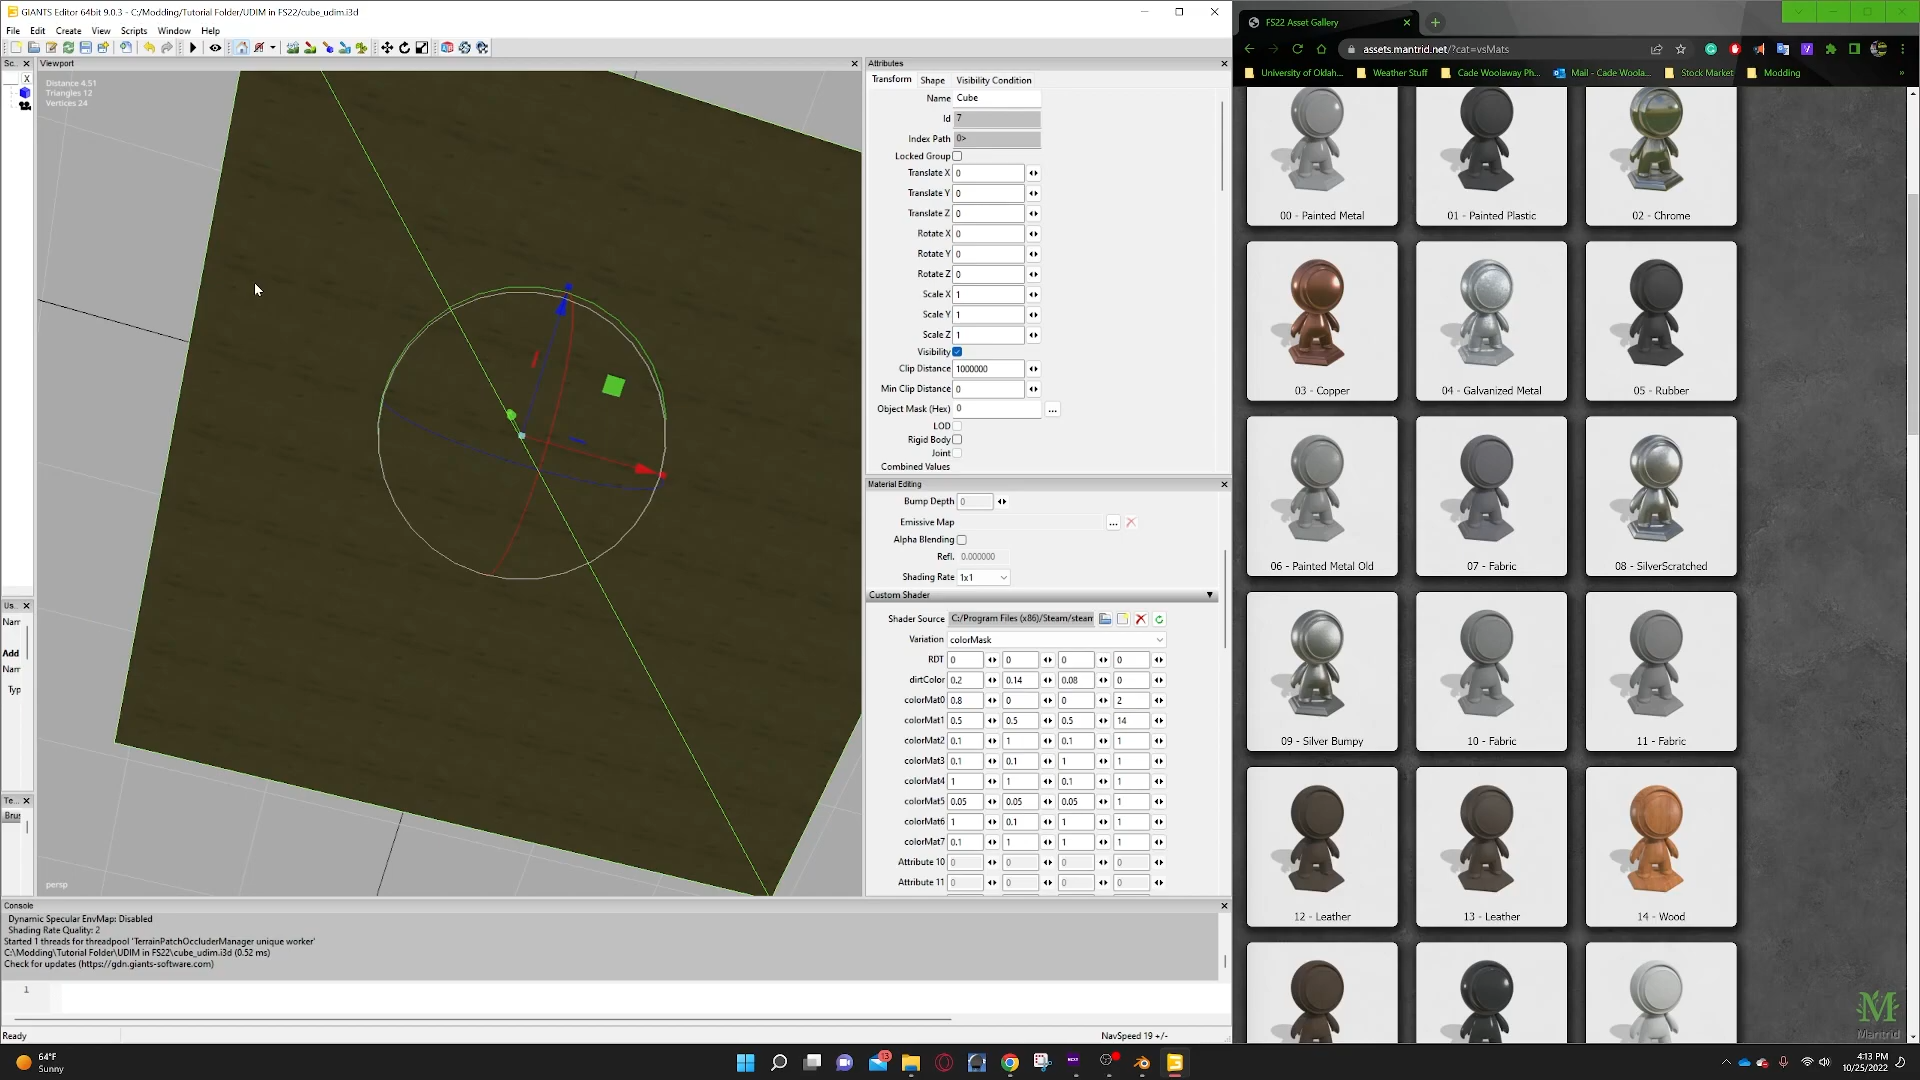 GIANTS Editor 64bit 9.0.3 - C:/Modding/Tutorial Folder/UDIM in FS22/cube_udim.i3d
File Edit Create View Scripts Window Help
Sc...
Viewport
Distance 4.51
Triangles 12
Vertices 24
persp
Us...
Nam
Add
Nam
Typ
Te...
Brus
Attributes
Transform Shape Visibility Condition
Name Cube
Id 7
Index Path 0>
Locked Group
Translate X 0
Translate Y 0
Translate Z 0
Rotate X 0
Rotate Y 0
Rotate Z 0
Scale X 1
Scale Y 1
Scale Z 1
Visibility
Clip Distance 1000000
Min Clip Distance 0
Object Mask (Hex) 0 ...
LOD
Rigid Body
Joint
Combined Values
Material Editing
Bump Depth 0
Emissive Map ...
Alpha Blending
Refl. 0.000000
Shading Rate 1x1
Custom Shader
Shader Source C:/Program Files (x86)/Steam/steam
Variation colorMask
RDT 0 0 0 0
dirtColor 0.2 0.14 0.08 0
colorMat0 0.8 0 0 2
colorMat1 0.5 0.5 0.5 14
colorMat2 0.1 1 0.1 1
colorMat3 0.1 0.1 1 1
colorMat4 1 1 0.1 1
colorMat5 0.05 0.05 0.05 1
colorMat6 1 0.1 1 1
colorMat7 0.1 1 1 1
Attribute 10 0 0 0 0
Attribute 11 0 0 0 0
Console
Dynamic Specular EnvMap: Disabled
Shading Rate Quality: 2
Started 1 threads for threadpool 'TerrainPatchOccluderManager unique worker'
C:\Modding\Tutorial Folder\UDIM in FS22\cube_udim.i3d (0.52 ms)
Check for updates (https://gdn.giants-software.com)
1
Ready
NavSpeed 19 +/-
FS22 Asset Gallery
assets.mantrid.net/?cat=vsMats
University of Oklah... Weather Stuff Cade Woolaway Ph... Mail - Cade Woola... Stock Market Modding »
00 - Painted Metal
01 - Painted Plastic
02 - Chrome
03 - Copper
04 - Galvanized Metal
05 - Rubber
06 - Painted Metal Old
07 - Fabric
08 - SilverScratched
09 - Silver Bumpy
10 - Fabric
11 - Fabric
12 - Leather
13 - Leather
14 - Wood
M
Mantrid
64°F
Sunny
13
4:13 PM
10/25/2022